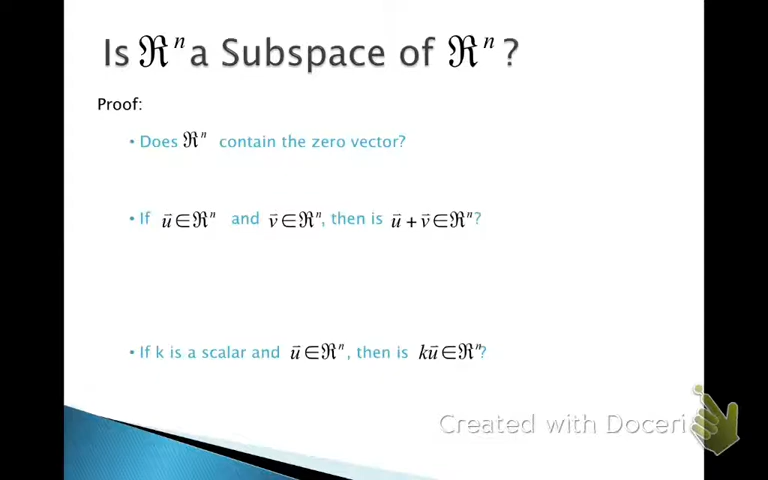 Is ℜⁿ a Subspace of ℜⁿ ?
Proof:
• Does ℜⁿ contain the zero vector?
• If u⃗ ∈ ℜⁿ and v⃗ ∈ ℜⁿ, then is u⃗ + v⃗ ∈ ℜⁿ?
• If k is a scalar and u⃗ ∈ ℜⁿ, then is ku⃗ ∈ ℜⁿ?
Created with Doceri